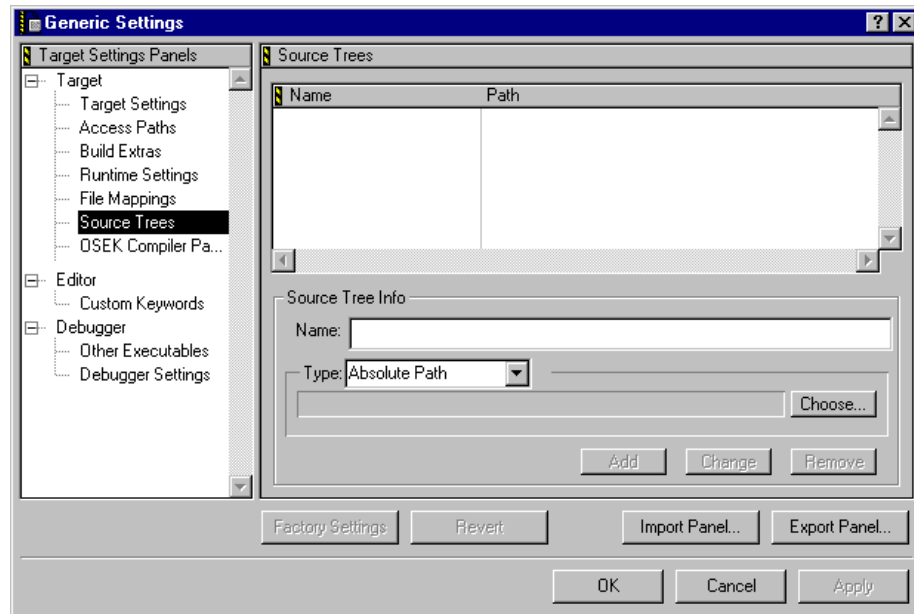 Generic Settings
Target Settings Panels
Target
Target Settings
Access Paths
Build Extras
Runtime Settings
File Mappings
Source Trees
OSEK Compiler Pa...
Editor
Custom Keywords
Debugger
Other Executables
Debugger Settings
Source Trees
Name Path
Source Tree Info
Name:
Type: Absolute Path
Choose...
Add Change Remove
Factory Settings Revert Import Panel... Export Panel...
OK Cancel Apply